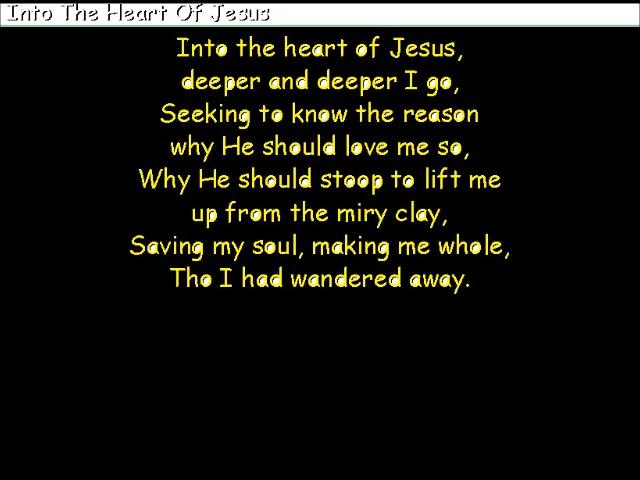 Into The Heart Of Jesus
Into the heart of Jesus,
deeper and deeper I go,
Seeking to know the reason
why He should love me so,
Why He should stoop to lift me
up from the miry clay,
Saving my soul, making me whole,
Tho I had wandered away.